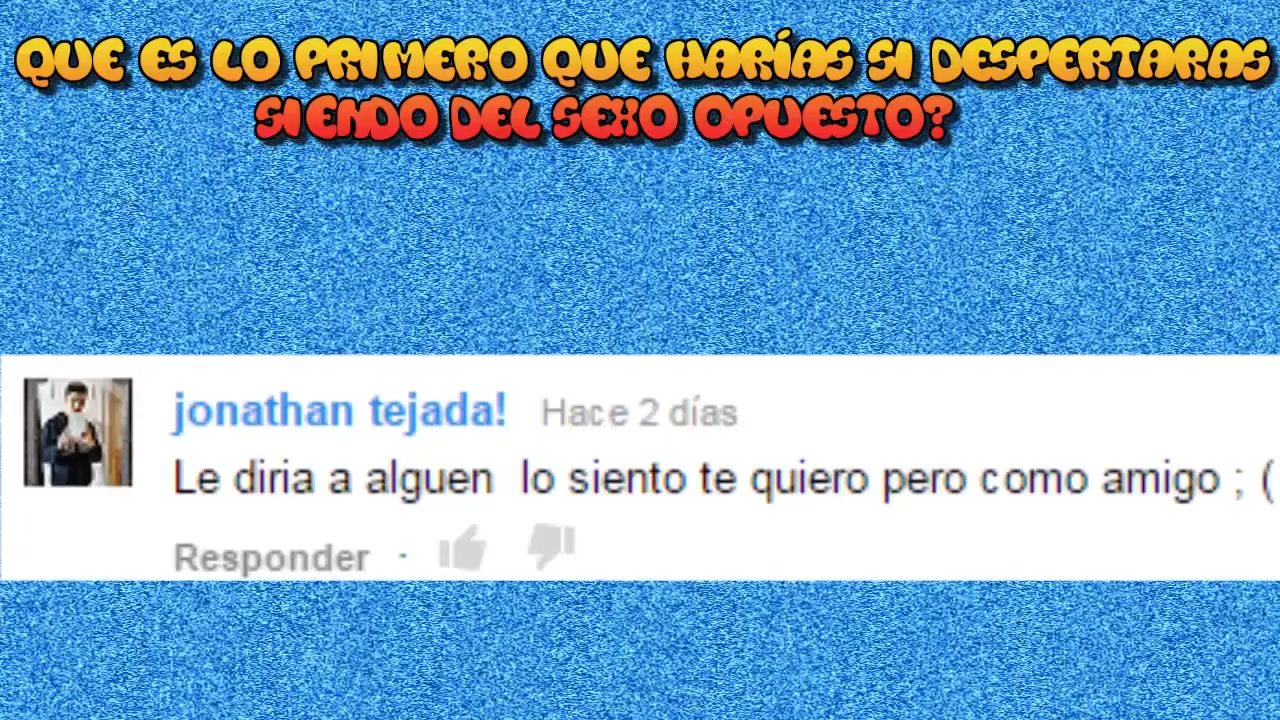 QUE ES LO PRIMERO QUE HARÍAS SI DESPERTARAS
SIENDO DEL SEXO OPUESTO?
jonathan tejada! Hace 2 días
Le diria a alguen lo siento te quiero pero como amigo ; (
Responder ·